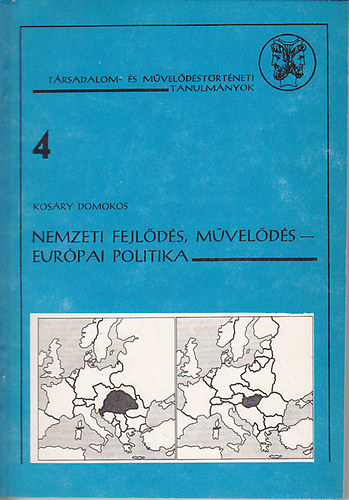 TÁRSADALOM- ÉS MŰVELŐDÉSTÖRTÉNETI
TANULMÁNYOK
4
KOSÁRY DOMOKOS
NEMZETI FEJLŐDÉS, MŰVELŐDÉS —
EURÓPAI POLITIKA